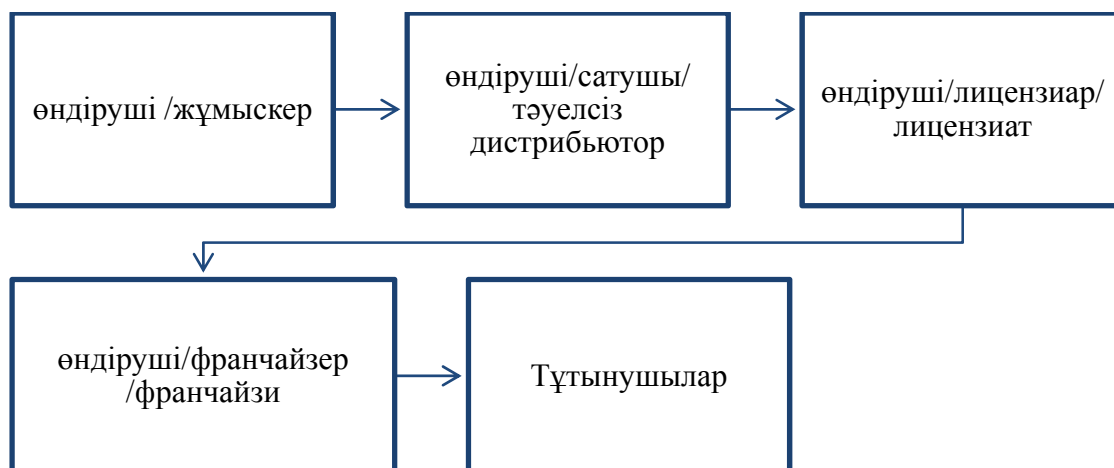 өндіруші /жұмыскер
өндіруші/сатушы/
тәуелсіз
дистрибьютор
өндіруші/лицензиар/
лицензиат
өндіруші/франчайзер
/франчайзи
Тұтынушылар